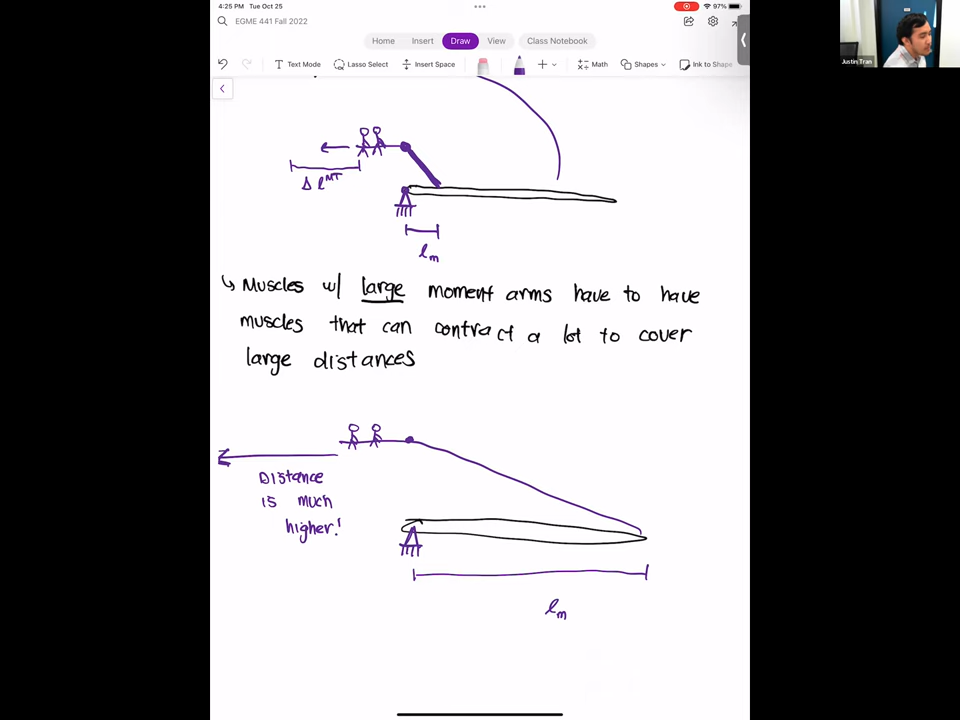 4:25 PM Tue Oct 25
97%
EGME 441 Fall 2022
Home Insert Draw View Class Notebook
Text Mode Lasso Select Insert Space Math Shapes Ink to Shape
Δ l^MT
l_m
↳ Muscles w/ large moment arms have to have
muscles that can contract a lot to cover
large distances
Distance
is much
higher!
l_m
Justin Tran